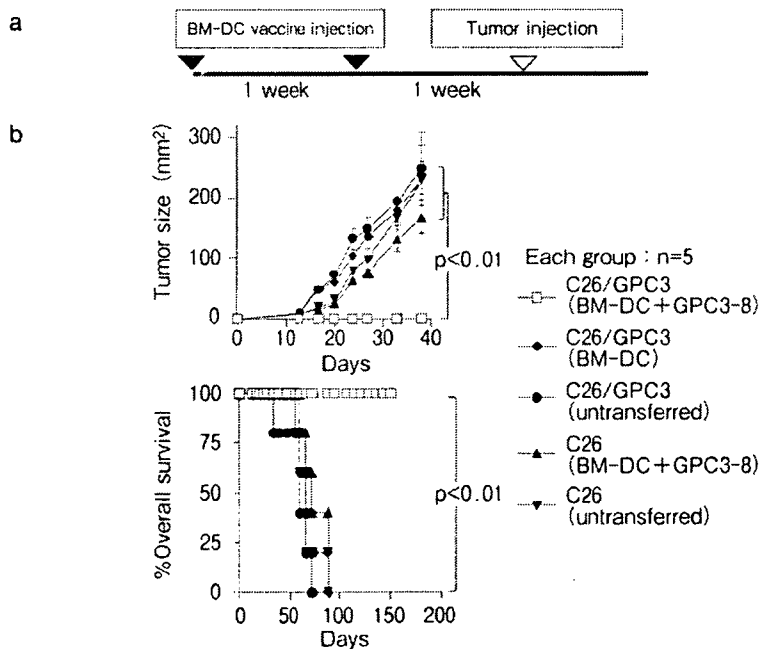 a
BM-DC vaccine injection
Tumor injection
1 week
1 week
b
Tumor size (mm²)
300
200
100
0
0 10 20 30 40
Days
p<0.01
%Overall survival
100
75
50
25
0
0 50 100 150 200
Days
p<0.01
Each group : n=5
C26/GPC3
(BM-DC+GPC3-8)
C26/GPC3
(BM-DC)
C26/GPC3
(untransferred)
C26
(BM-DC+GPC3-8)
C26
(untransferred)